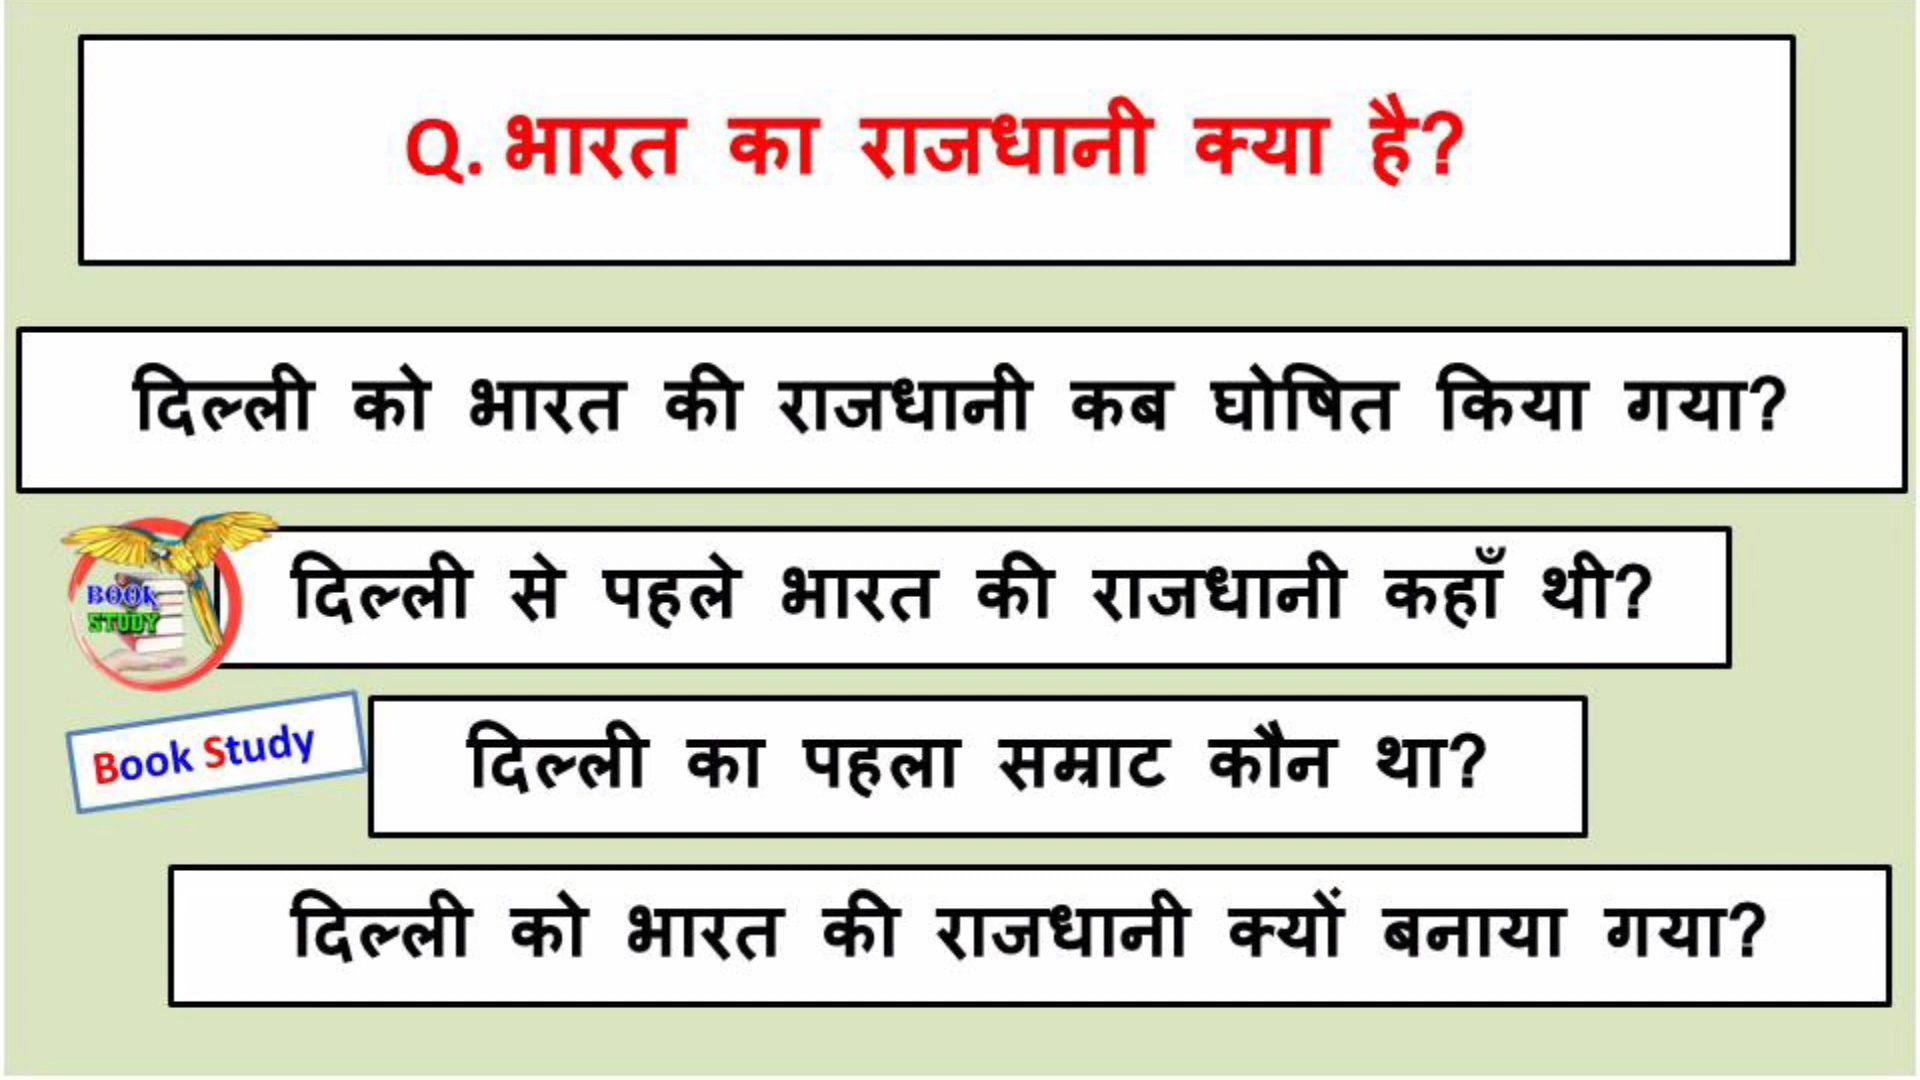 Q. भारत का राजधानी क्या है?
दिल्ली को भारत की राजधानी कब घोषित किया गया?
दिल्ली से पहले भारत की राजधानी कहाँ थी?
BOOK
STUDY
Book Study
दिल्ली का पहला सम्राट कौन था?
दिल्ली को भारत की राजधानी क्यों बनाया गया?